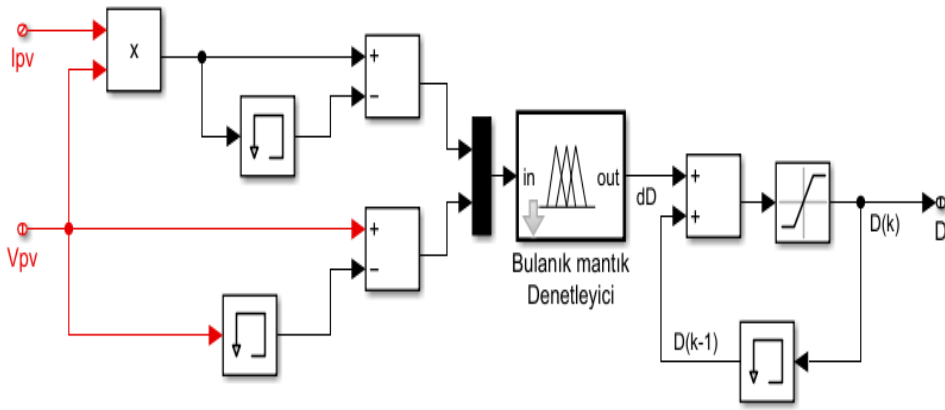 Ipv
x
+
−
in
out
dD
+
+
D(k)
D
Vpv
+
−
Bulanık mantık
Denetleyici
D(k-1)